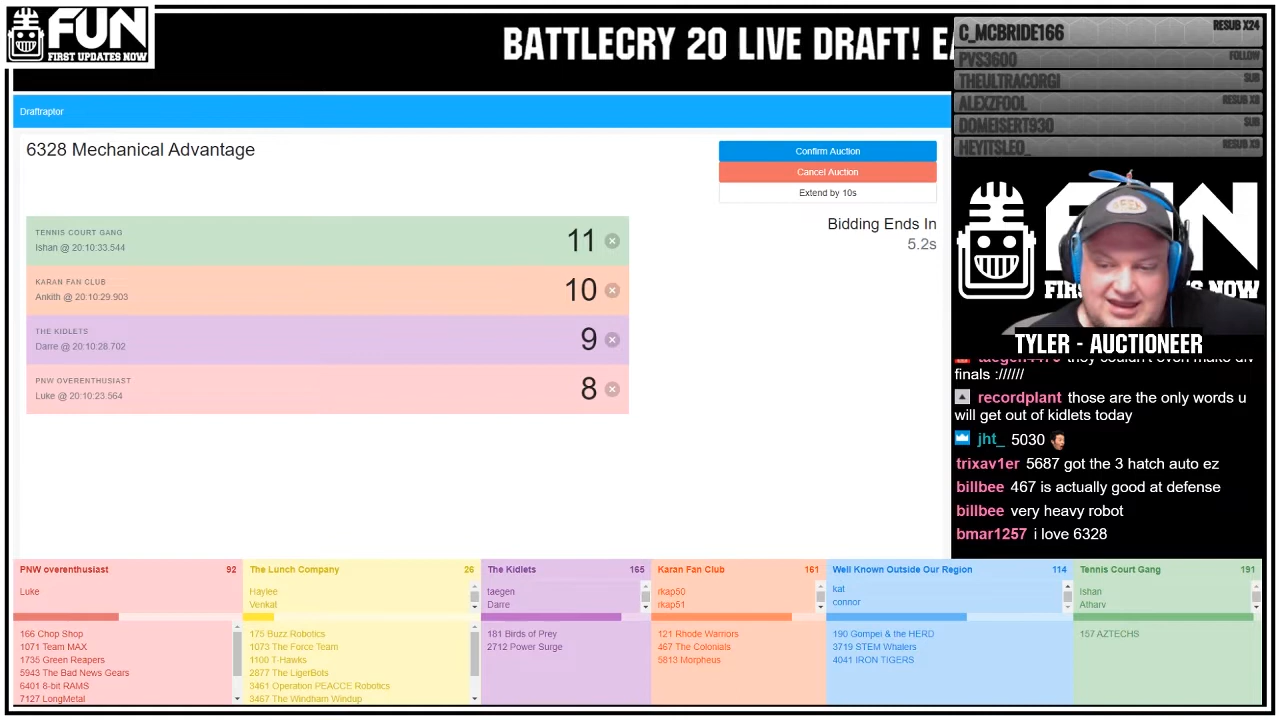 FUN
FIRST UPDATES NOW
BATTLECRY 20 LIVE DRAFT! EA
C_MCBRIDE166 RESUB X24
PVS3600 FOLLOW
THEULTRACORGI SUB
ALEXZFOOL RESUB X8
DOMEISERT930 SUB
HEYITSLEO_ RESUB X9
Draftraptor
6328 Mechanical Advantage
Confirm Auction
Cancel Auction
Extend by 10s
Bidding Ends In
5.2s
TENNIS COURT GANG
Ishan @ 20:10:33.544
11
KARAN FAN CLUB
Ankith @ 20:10:29.903
10
THE KIDLETS
Darre @ 20:10:28.702
9
PNW OVERENTHUSIAST
Luke @ 20:10:23.564
8
TYLER - AUCTIONEER
taegen4470 they couldn't even make div
finals ://////
recordplant those are the only words u
will get out of kidlets today
jht_ 5030
trixav1er 5687 got the 3 hatch auto ez
billbee 467 is actually good at defense
billbee very heavy robot
bmar1257 i love 6328
PNW overenthusiast 92
Luke
166 Chop Shop
1071 Team MAX
1735 Green Reapers
5943 The Bad News Gears
6401 8-bit RAMS
7127 LongMetal
The Lunch Company 26
Haylee
Venkat
175 Buzz Robotics
1073 The Force Team
1100 T-Hawks
2877 The LigerBots
3461 Operation PEACCE Robotics
3467 The Windham Windup
The Kidlets 165
taegen
Darre
181 Birds of Prey
2712 Power Surge
Karan Fan Club 161
rkap50
rkap51
121 Rhode Warriors
467 The Colonials
5813 Morpheus
Well Known Outside Our Region 114
kat
connor
190 Gompei & the HERD
3719 STEM Whalers
4041 IRON TIGERS
Tennis Court Gang 191
Ishan
Atharv
157 AZTECHS